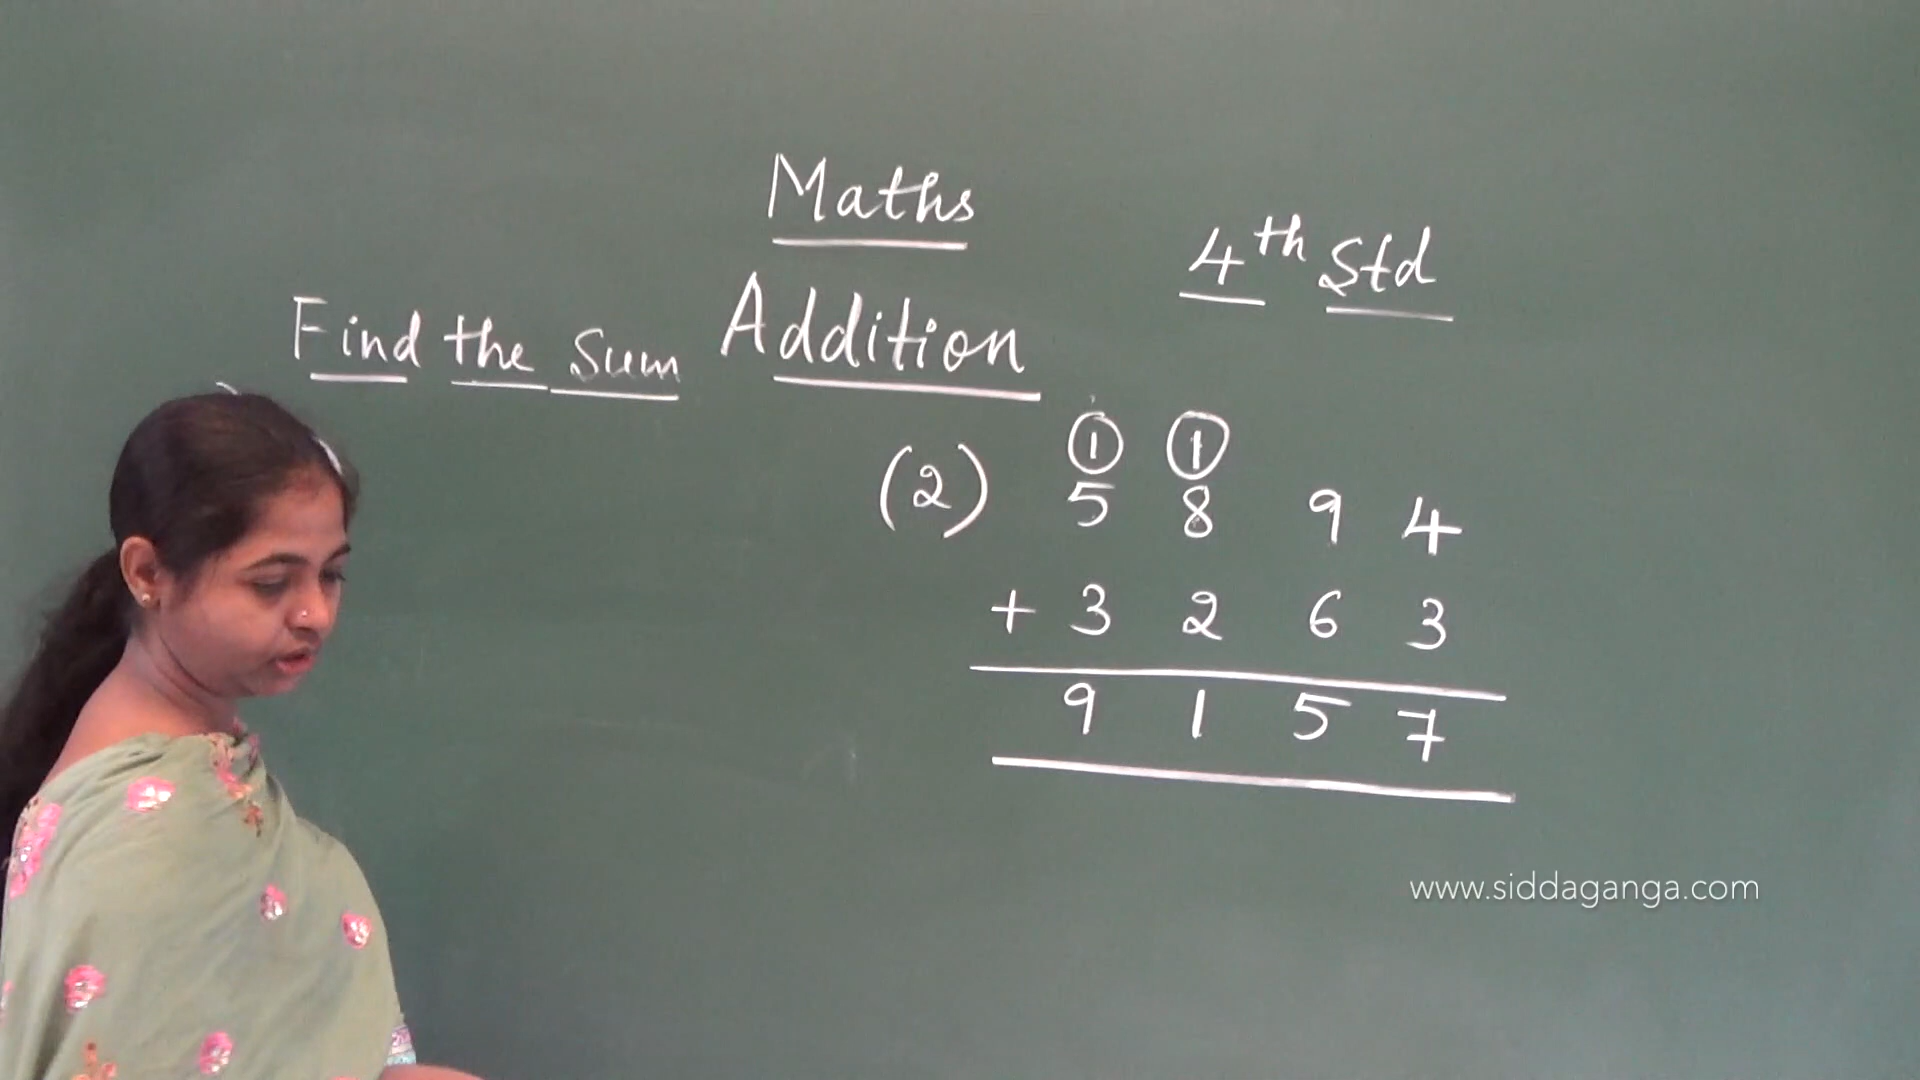 Maths
4th Std
Find the Sum Addition
1 1
(2) 5 8 9 4
+ 3 2 6 3
9 1 5 7
www.siddaganga.com